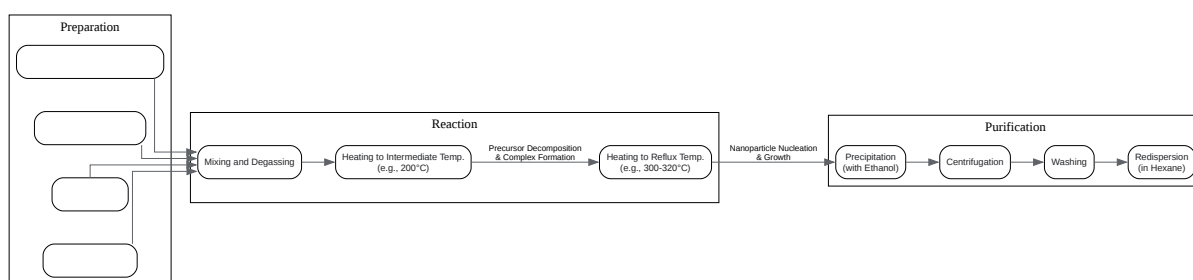 Preparation
Reaction
Mixing and Degassing
Heating to Intermediate Temp.
(e.g., 200°C)
Precursor Decomposition
& Complex Formation
Heating to Reflux Temp.
(e.g., 300-320°C)
Nanoparticle Nucleation
& Growth
Purification
Precipitation
(with Ethanol)
Centrifugation
Washing
Redispersion
(in Hexane)